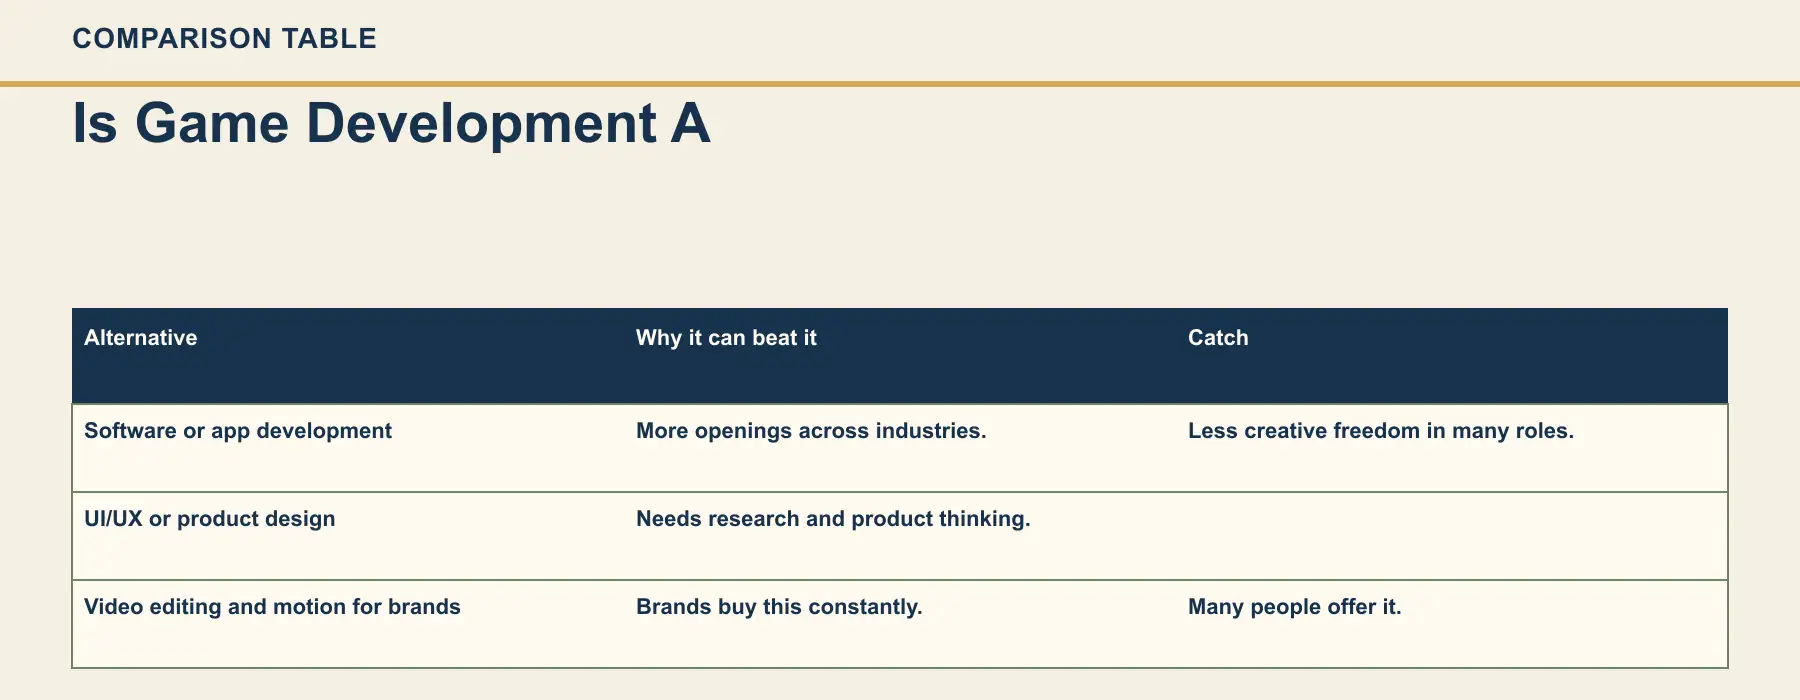 COMPARISON TABLE
Is Game Development A
Alternative Why it can beat it Catch
Software or app development More openings across industries. Less creative freedom in many roles.
UI/UX or product design Needs research and product thinking.
Video editing and motion for brands Brands buy this constantly. Many people offer it.